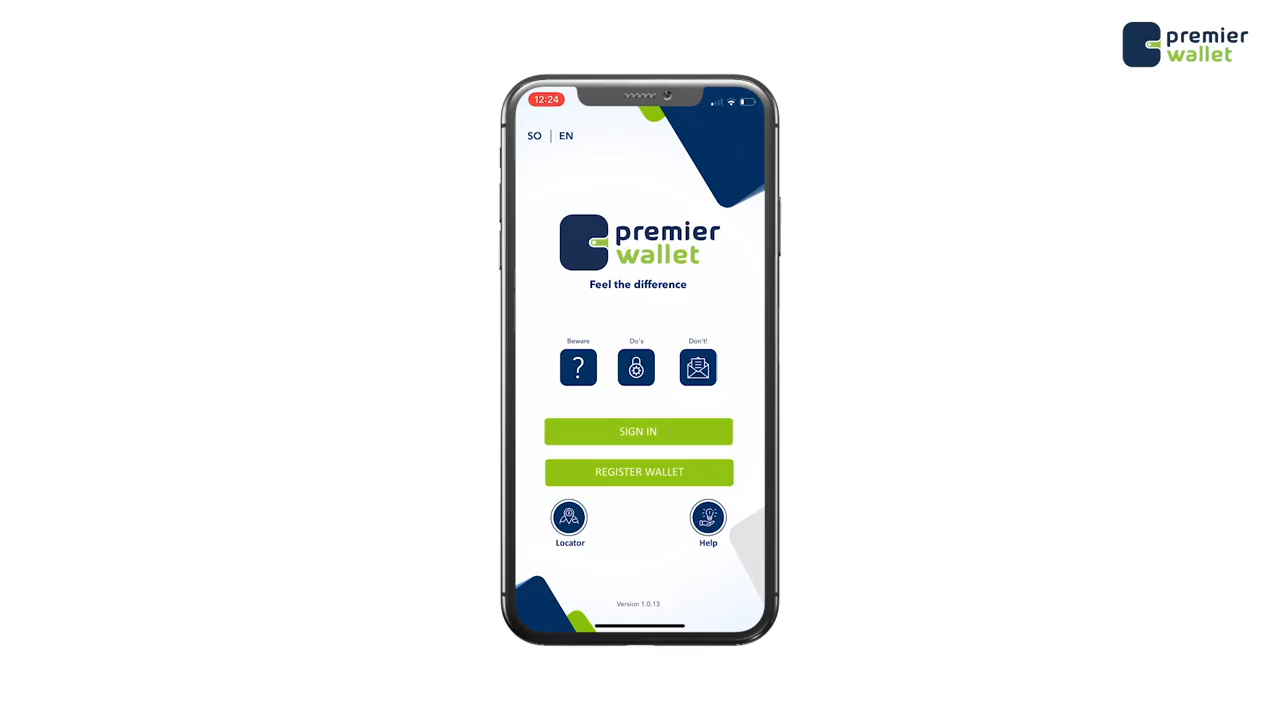 premier
wallet
12:24
SO | EN
premier
wallet
Feel the difference
Beware
Do's
Don't!
?
SIGN IN
REGISTER WALLET
Locator
Help
Version 1.0.13